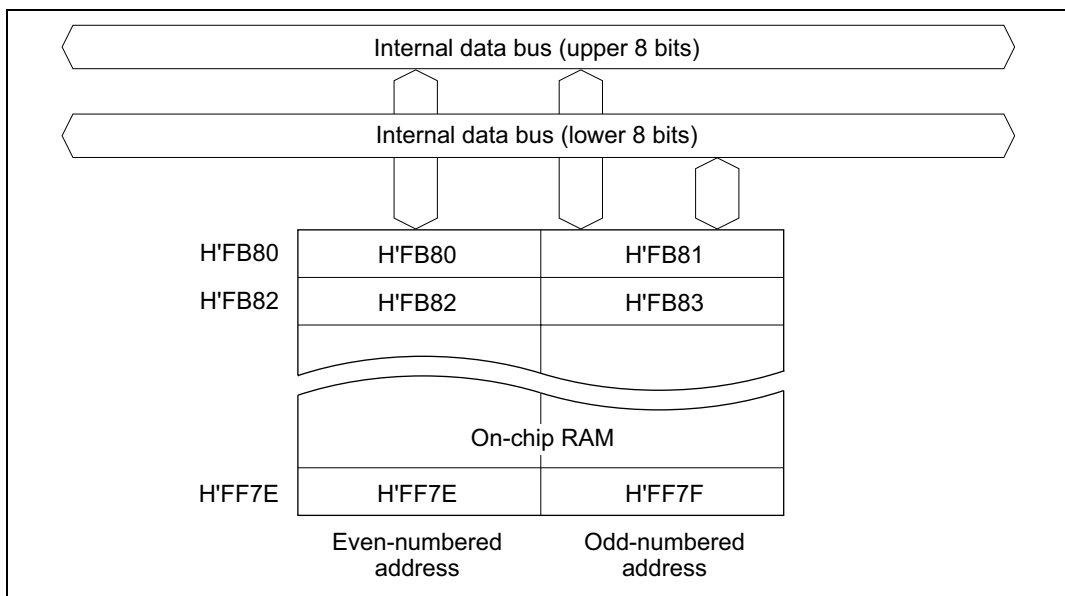 Internal data bus (upper 8 bits)
Internal data bus (lower 8 bits)
H'FB80 H'FB80 H'FB81
H'FB82 H'FB82 H'FB83
On-chip RAM
H'FF7E H'FF7E H'FF7F
Even-numbered address
Odd-numbered address